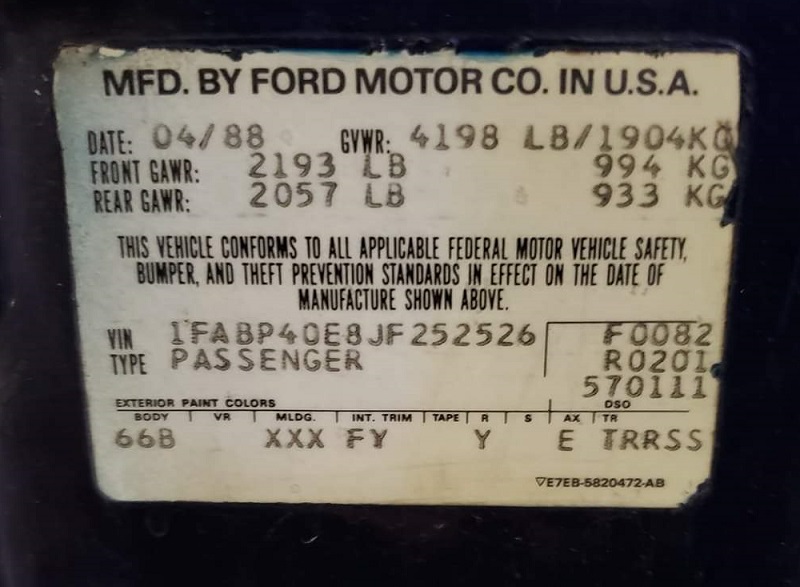 MFD. BY FORD MOTOR CO. IN U.S.A.
DATE: 04/88 GVWR: 4198 LB/1904KG
FRONT GAWR: 2193 LB 994 KG
REAR GAWR: 2057 LB 933 KG
THIS VEHICLE CONFORMS TO ALL APPLICABLE FEDERAL MOTOR VEHICLE SAFETY,
BUMPER, AND THEFT PREVENTION STANDARDS IN EFFECT ON THE DATE OF
MANUFACTURE SHOWN ABOVE.
VIN 1FABP40E8JF252526 F0082
TYPE PASSENGER R0201
570111
EXTERIOR PAINT COLORS DSO
BODY VR MLDG. INT. TRIM TAPE R S AX TR
66B XXX FY Y E TRRSS
▽E7EB-5820472-AB